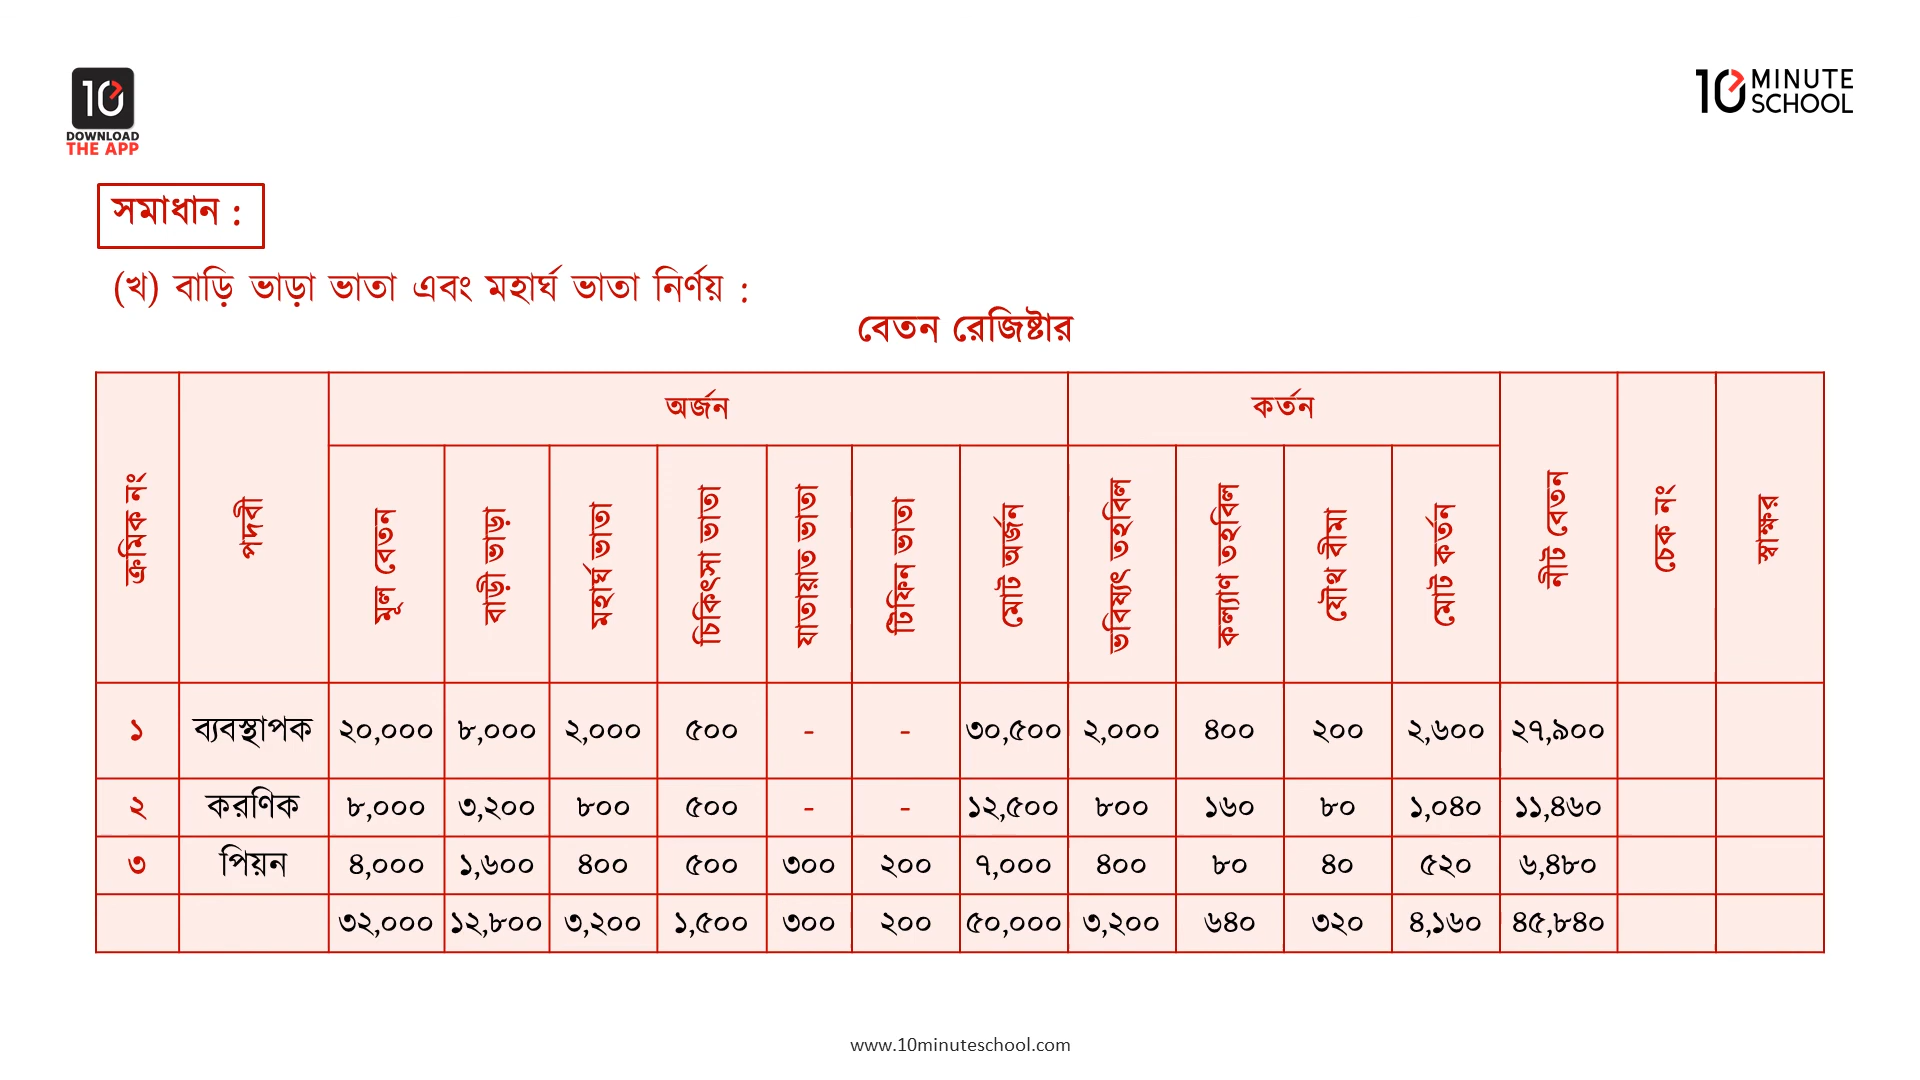 10
DOWNLOAD
THE APP
10 MINUTE
SCHOOL
সমাধান :
(খ) বাড়ি ভাড়া ভাতা এবং মহার্ঘ ভাতা নির্ণয় :
বেতন রেজিষ্টার
ক্রমিক নং পদবী অর্জন কর্তন নীট বেতন চেক নং স্বাক্ষর
মূল বেতন বাড়ী ভাড়া মহার্ঘ ভাতা চিকিৎসা ভাতা যাতায়াত ভাতা টিফিন ভাতা মোট অর্জন ভবিষ্যৎ তহবিল কল্যাণ তহবিল যৌথ বীমা মোট কর্তন
১ ব্যবস্থাপক ২০,০০০ ৮,০০০ ২,০০০ ৫০০ - - ৩০,৫০০ ২,০০০ ৪০০ ২০০ ২,৬০০ ২৭,৯০০
২ করণিক ৮,০০০ ৩,২০০ ৮০০ ৫০০ - - ১২,৫০০ ৮০০ ১৬০ ৮০ ১,০৪০ ১১,৪৬০
৩ পিয়ন ৪,০০০ ১,৬০০ ৪০০ ৫০০ ৩০০ ২০০ ৭,০০০ ৪০০ ৮০ ৪০ ৫২০ ৬,৪৮০
৩২,০০০ ১২,৮০০ ৩,২০০ ১,৫০০ ৩০০ ২০০ ৫০,০০০ ৩,২০০ ৬৪০ ৩২০ ৪,১৬০ ৪৫,৮৪০
www.10minuteschool.com